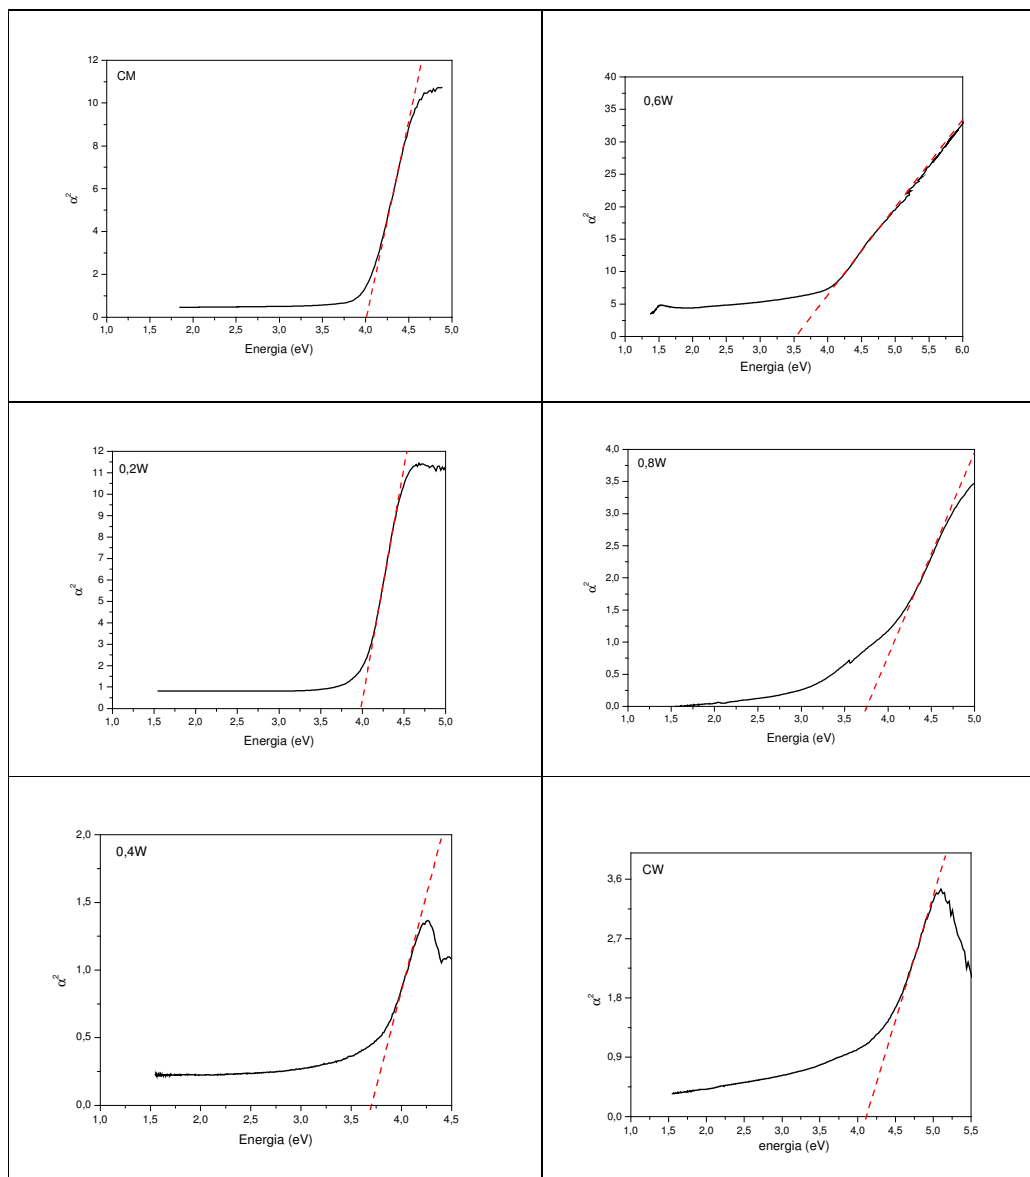 CM
12
10
8
6
4
2
0
α²
1,0 1,5 2,0 2,5 3,0 3,5 4,0 4,5 5,0
Energia (eV)
0,6W
40
35
30
25
20
15
10
5
0
α²
1,0 1,5 2,0 2,5 3,0 3,5 4,0 4,5 5,0 5,5 6,0
Energia (eV)
0,2W
12
11
10
9
8
7
6
5
4
3
2
1
0
α²
1,0 1,5 2,0 2,5 3,0 3,5 4,0 4,5 5,0
Energia (eV)
0,8W
4,0
3,5
3,0
2,5
2,0
1,5
1,0
0,5
0,0
α²
1,0 1,5 2,0 2,5 3,0 3,5 4,0 4,5 5,0
Energia (eV)
0,4W
2,0
1,5
1,0
0,5
0,0
α²
1,0 1,5 2,0 2,5 3,0 3,5 4,0 4,5
Energia (eV)
CW
3,6
2,7
1,8
0,9
0,0
α²
1,0 1,5 2,0 2,5 3,0 3,5 4,0 4,5 5,0 5,5
energia (eV)